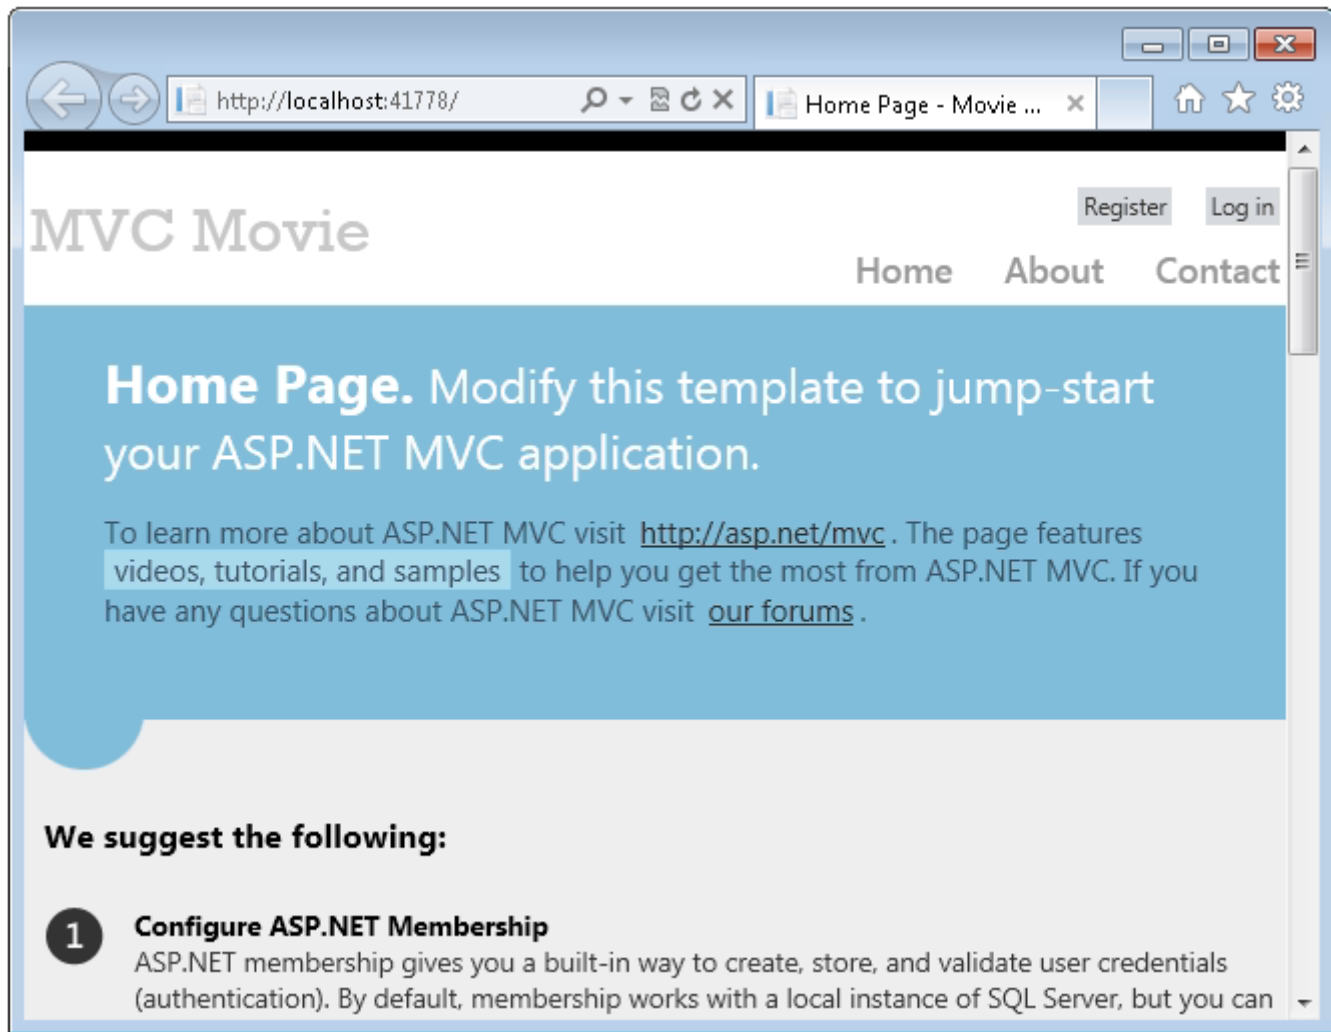 http://localhost:41778/
Home Page - Movie ...
Register Log in
MVC Movie
Home About Contact
Home Page. Modify this template to jump-start
your ASP.NET MVC application.
To learn more about ASP.NET MVC visit http://asp.net/mvc . The page features
videos, tutorials, and samples to help you get the most from ASP.NET MVC. If you
have any questions about ASP.NET MVC visit our forums .
We suggest the following:
1 Configure ASP.NET Membership
ASP.NET membership gives you a built-in way to create, store, and validate user credentials
(authentication). By default, membership works with a local instance of SQL Server, but you can